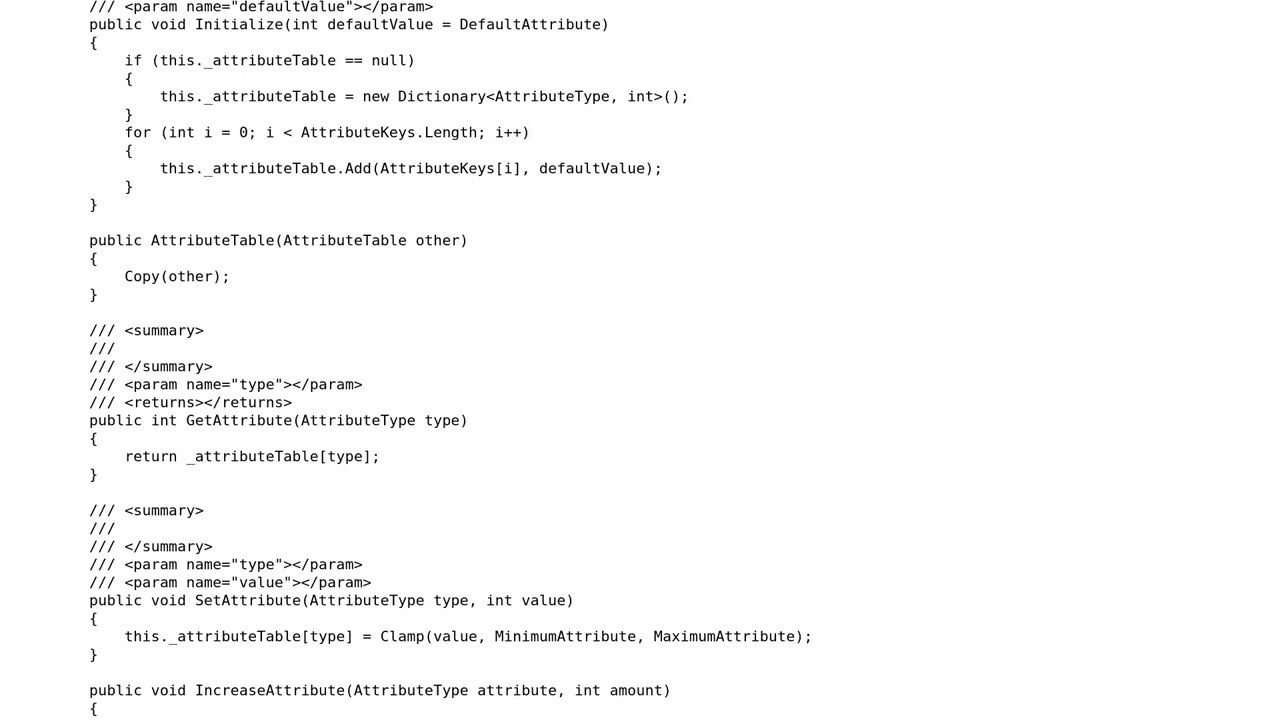 /// <param name="defaultValue"></param>
public void Initialize(int defaultValue = DefaultAttribute)
{
    if (this._attributeTable == null)
    {
        this._attributeTable = new Dictionary<AttributeType, int>();
    }
    for (int i = 0; i < AttributeKeys.Length; i++)
    {
        this._attributeTable.Add(AttributeKeys[i], defaultValue);
    }
}

public AttributeTable(AttributeTable other)
{
    Copy(other);
}

/// <summary>
///
/// </summary>
/// <param name="type"></param>
/// <returns></returns>
public int GetAttribute(AttributeType type)
{
    return _attributeTable[type];
}

/// <summary>
///
/// </summary>
/// <param name="type"></param>
/// <param name="value"></param>
public void SetAttribute(AttributeType type, int value)
{
    this._attributeTable[type] = Clamp(value, MinimumAttribute, MaximumAttribute);
}

public void IncreaseAttribute(AttributeType attribute, int amount)
{